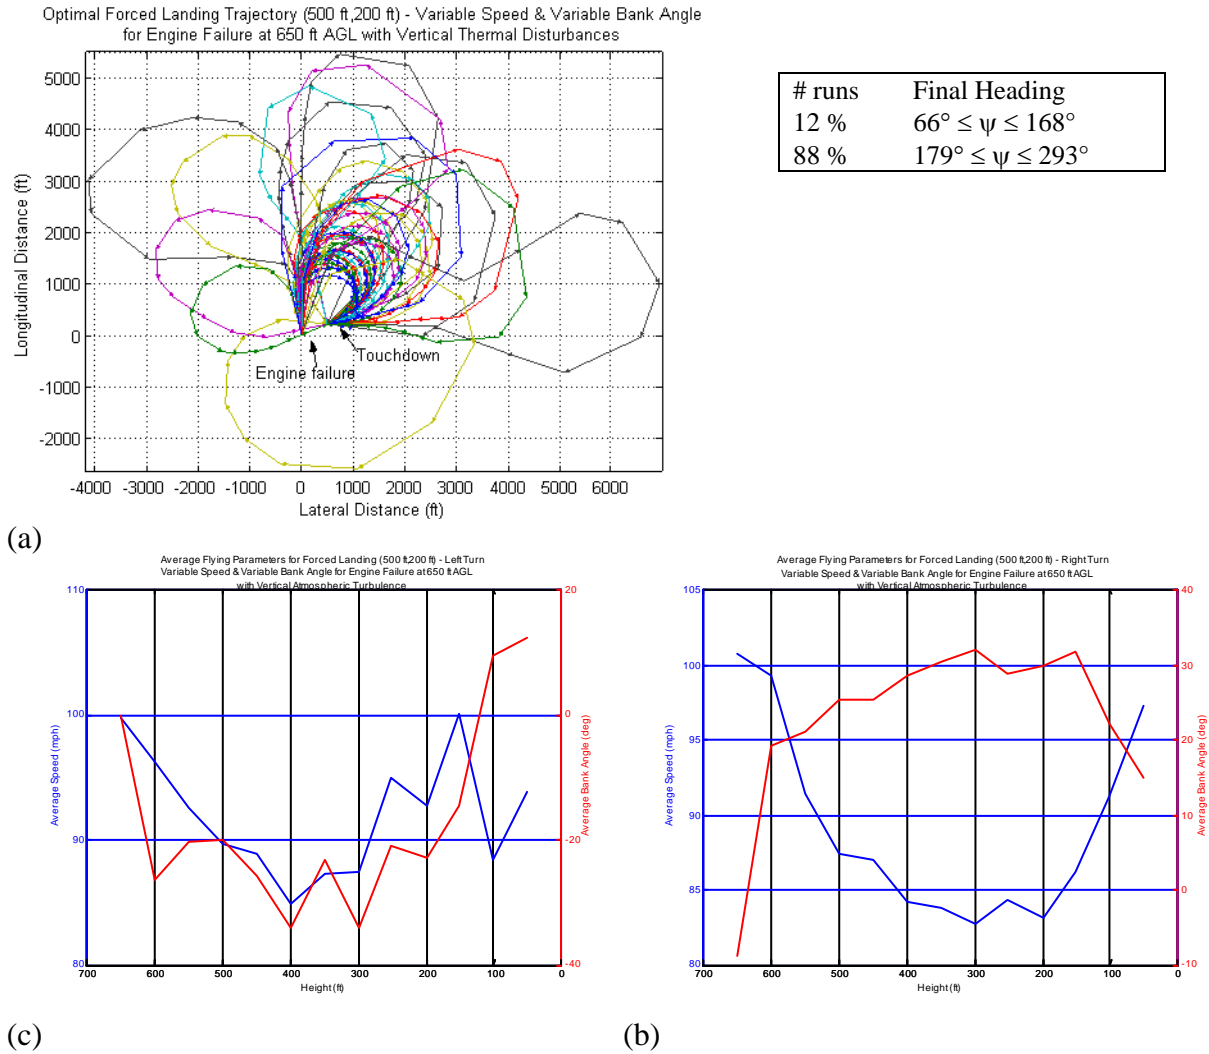 Optimal Forced Landing Trajectory (500 ft,200 ft) - Variable Speed & Variable Bank Angle
for Engine Failure at 650 ft AGL with Vertical Thermal Disturbances
5000
4000
3000
2000
1000
0
-1000
-2000
Longitudinal Distance (ft)
Touchdown
Engine failure
-4000 -3000 -2000 -1000 0 1000 2000 3000 4000 5000 6000
Lateral Distance (ft)
# runs Final Heading
12 % 66° ≤ ψ ≤ 168°
88 % 179° ≤ ψ ≤ 293°
(a)
Average Flying Parameters for Forced Landing (500 ft,200 ft) - Left Turn
Variable Speed & Variable Bank Angle for Engine Failure at 650 ft AGL
with Vertical Atmospheric Turbulence
110
100
90
80
Average Speed (mph)
20
0
-20
-40
Average Bank Angle (deg)
700 600 500 400 300 200 100 0
Height (ft)
(c)
Average Flying Parameters for Forced Landing (500 ft,200 ft) - Right Turn
Variable Speed & Variable Bank Angle for Engine Failure at 650 ft AGL
with Vertical Atmospheric Turbulence
105
100
95
90
85
80
Average Speed (mph)
40
30
20
10
0
-10
Average Bank Angle (deg)
700 600 500 400 300 200 100 0
Height (ft)
(b)